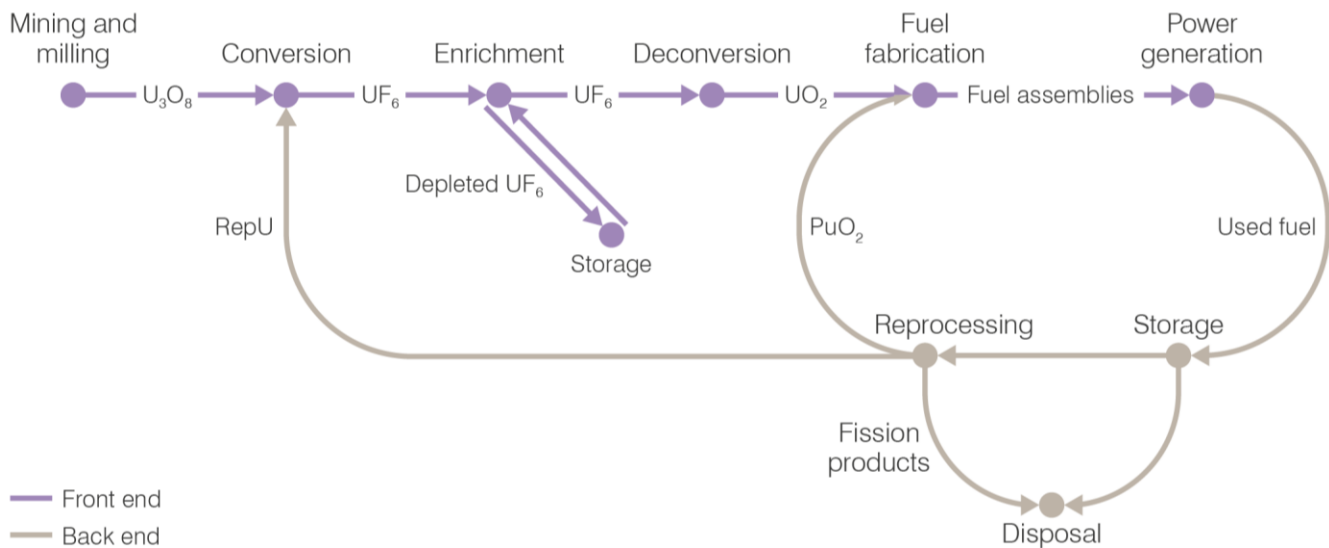 Mining and
milling
Conversion
Enrichment
Deconversion
Fuel
fabrication
Power
generation
U₃O₈
UF₆
UF₆
UO₂
Fuel assemblies
Depleted UF₆
Storage
RepU
PuO₂
Used fuel
Reprocessing
Storage
Fission
products
Disposal
Front end
Back end